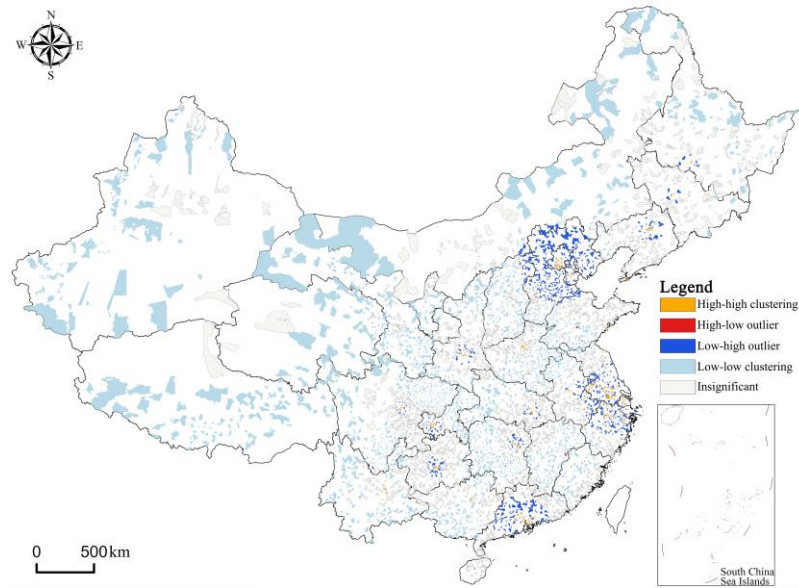 N
W
E
S
Legend
High-high clustering
High-low outlier
Low-high outlier
Low-low clustering
Insignificant
0 500km
South China
Sea Islands